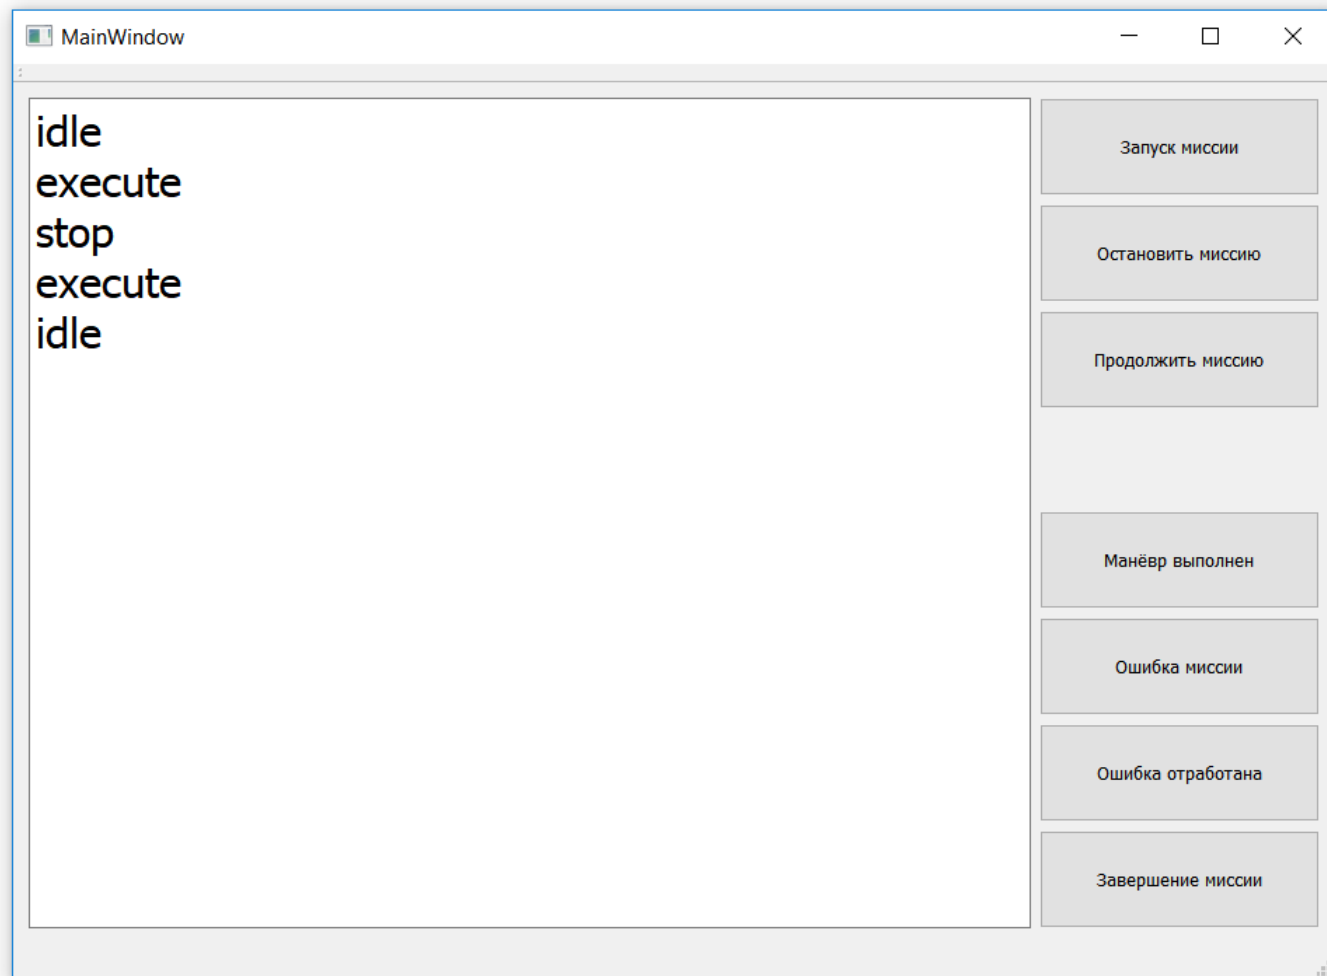 MainWindow
idle
execute
stop
execute
idle
Запуск миссии
Остановить миссию
Продолжить миссию
Манёвр выполнен
Ошибка миссии
Ошибка отработана
Завершение миссии